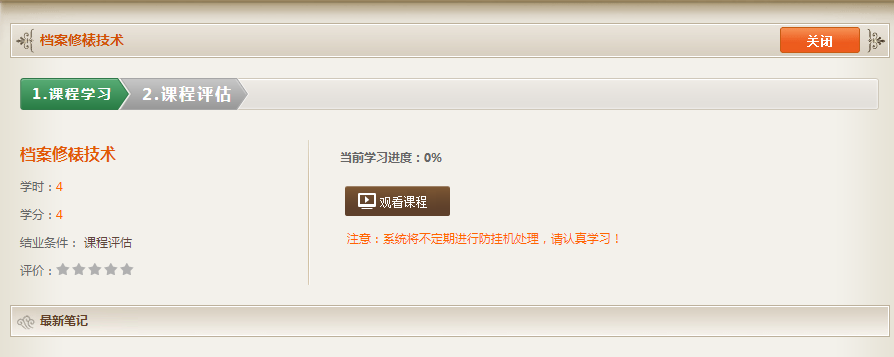 档案修裱技术
关闭
1.课程学习
2.课程评估
档案修裱技术
学时：4
学分：4
结业条件： 课程评估
评价：
当前学习进度：0%
观看课程
注意：系统将不定期进行防挂机处理，请认真学习！
最新笔记